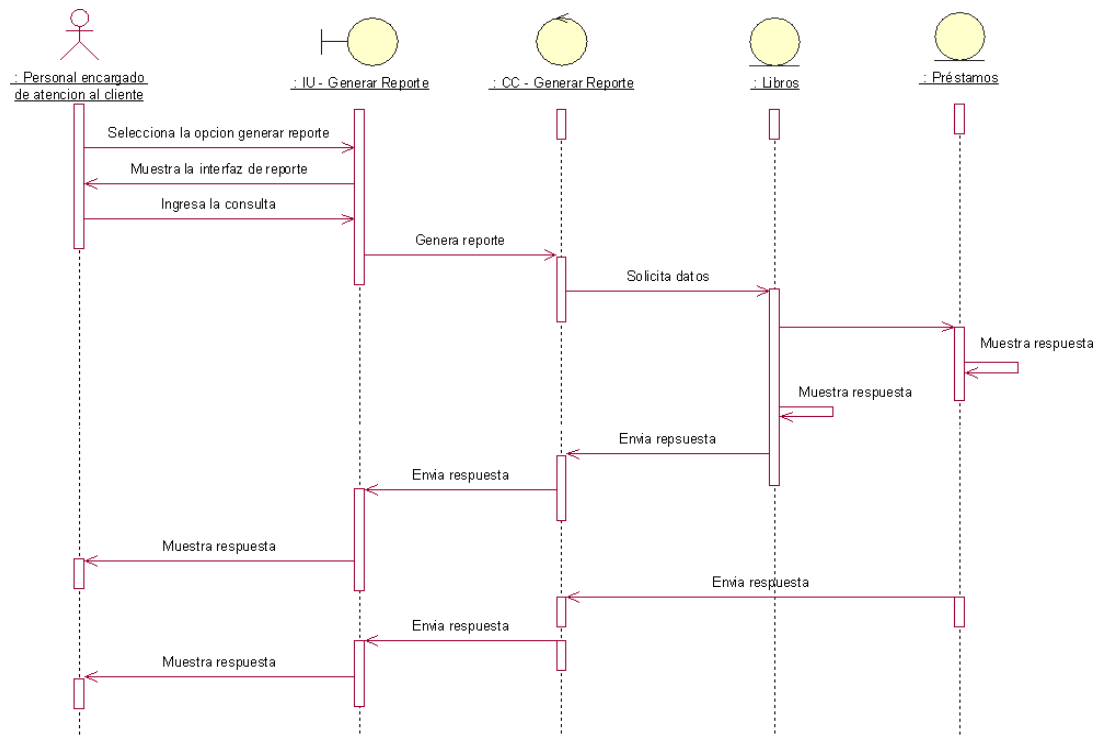 : Personal encargado
de atencion al cliente
: IU - Generar Reporte
: CC - Generar Reporte
: Libros
: Préstamos
Selecciona la opcion generar reporte
Muestra la interfaz de reporte
Ingresa la consulta
Genera reporte
Solicita datos
Muestra respuesta
Muestra respuesta
Envia repsuesta
Envia respuesta
Muestra respuesta
Envia respuesta
Envia respuesta
Muestra respuesta